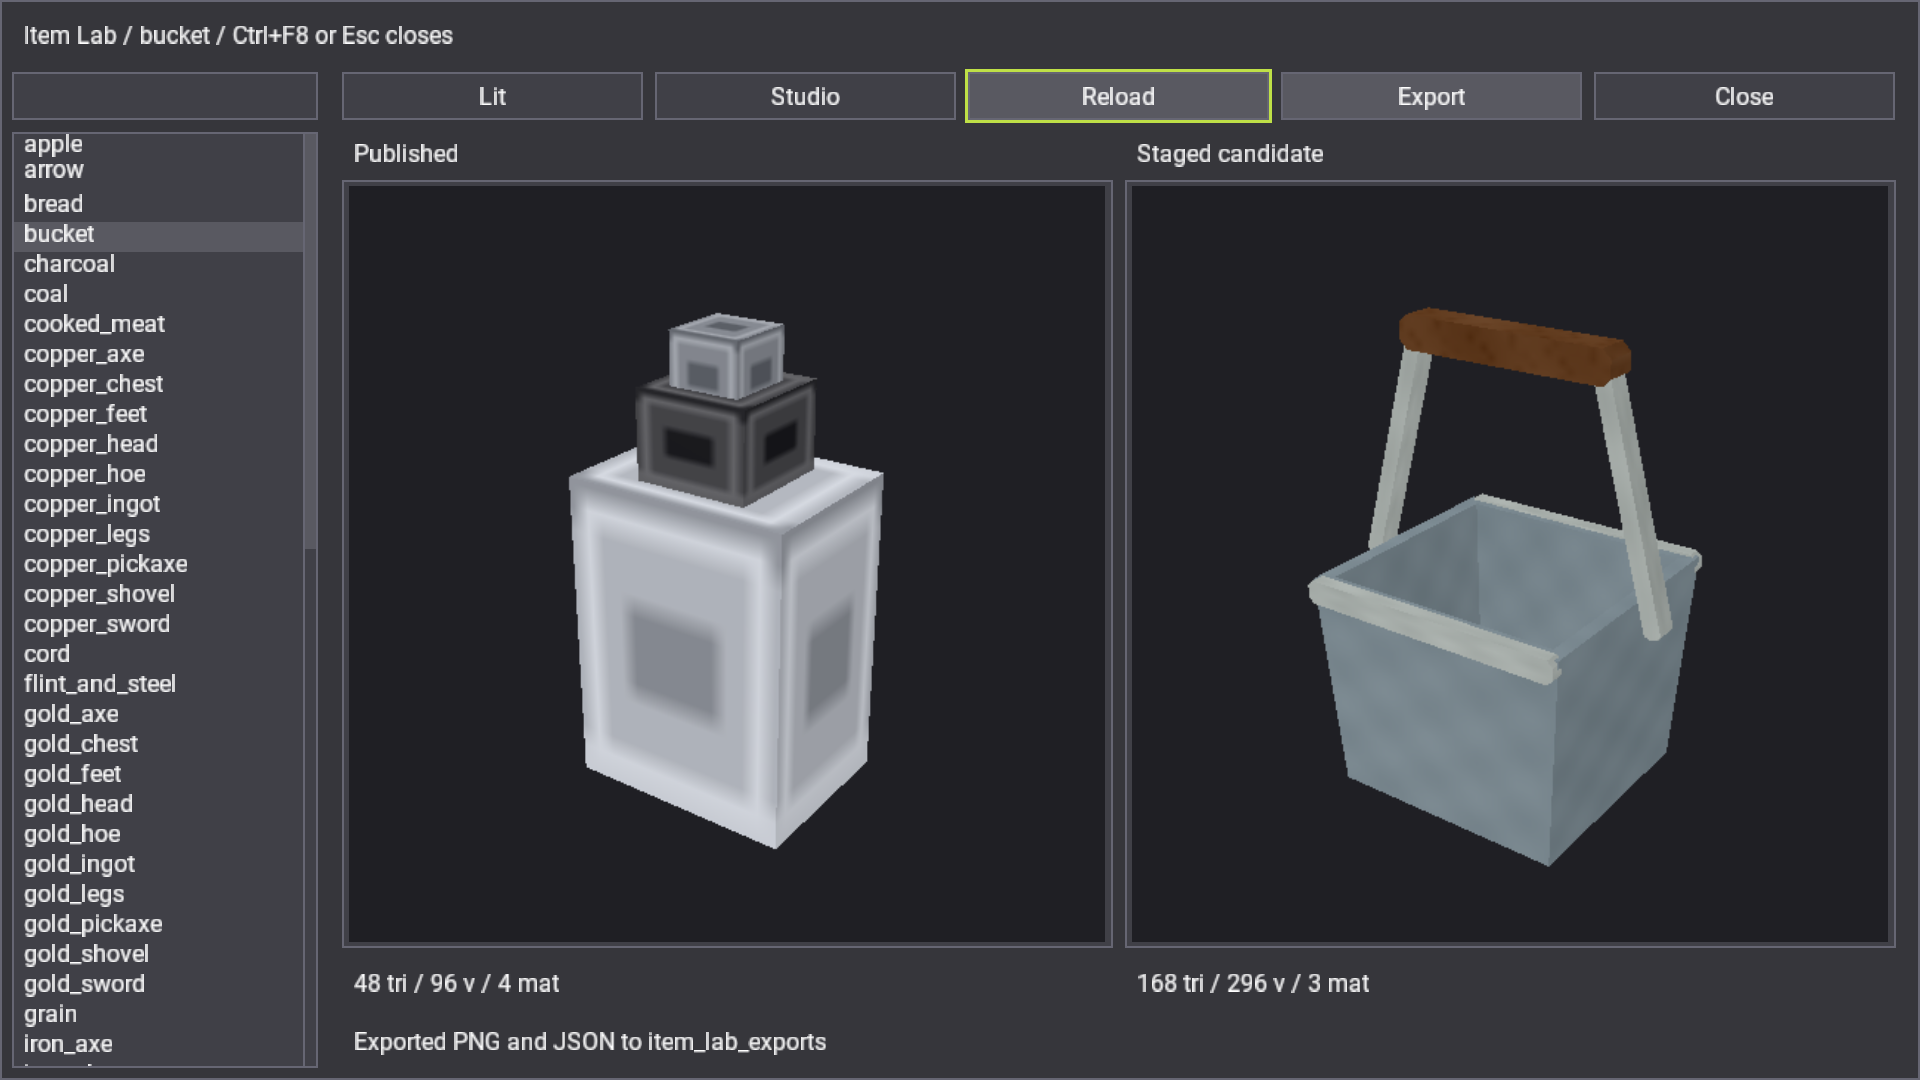 Item Lab / bucket / Ctrl+F8 or Esc closes
Lit
Studio
Reload
Export
Close
apple
arrow
bread
bucket
charcoal
coal
cooked_meat
copper_axe
copper_chest
copper_feet
copper_head
copper_hoe
copper_ingot
copper_legs
copper_pickaxe
copper_shovel
copper_sword
cord
flint_and_steel
gold_axe
gold_chest
gold_feet
gold_head
gold_hoe
gold_ingot
gold_legs
gold_pickaxe
gold_shovel
gold_sword
grain
iron_axe
Published
Staged candidate
48 tri / 96 v / 4 mat
168 tri / 296 v / 3 mat
Exported PNG and JSON to item_lab_exports